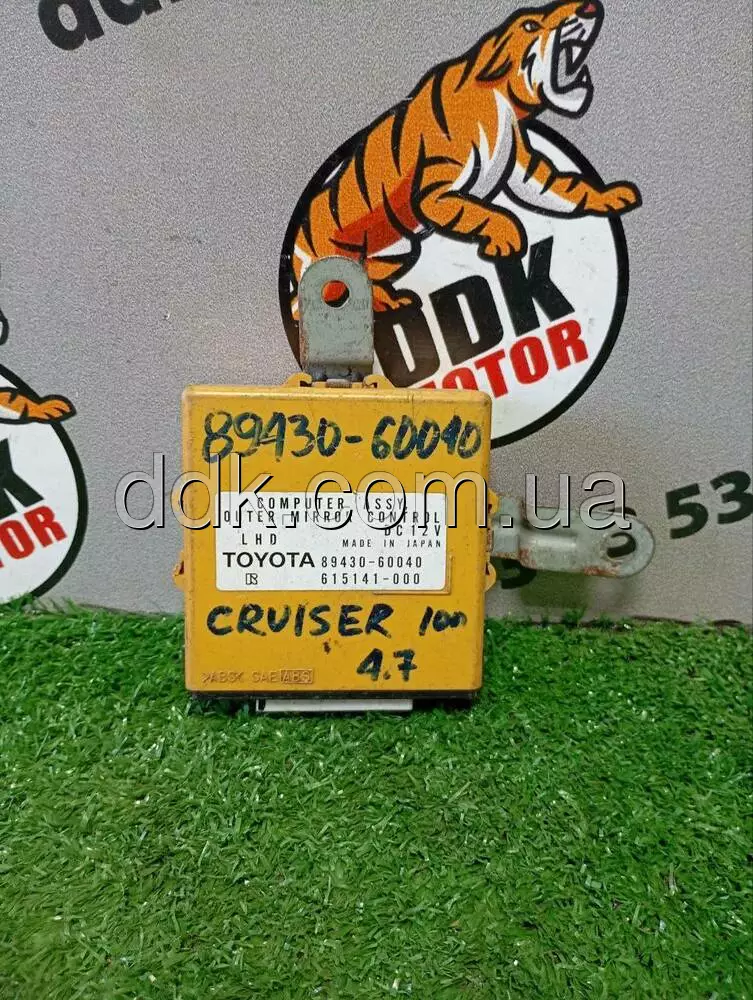 DDK
MOTOR
89430-60040
ddk.com.ua
COMPUTER ASSY
OUTER MIRROR CONTROL
LHD
DC12V
MADE IN JAPAN
TOYOTA 89430-60040
R 615141-000
CRUISER 100
4.7
>ABS< SAE ABS
53